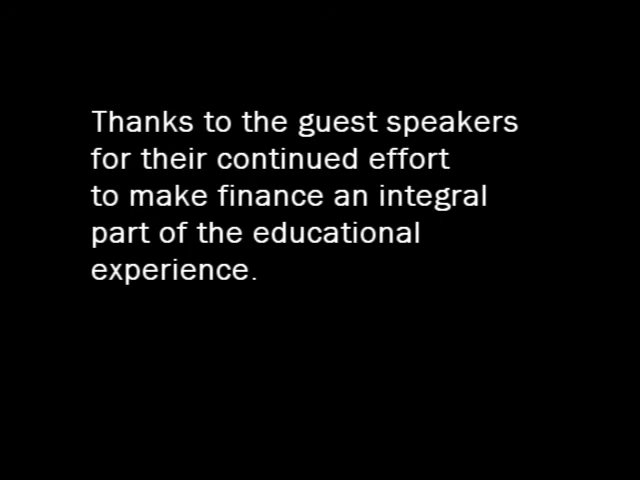 Thanks to the guest speakers
for their continued effort
to make finance an integral
part of the educational
experience.